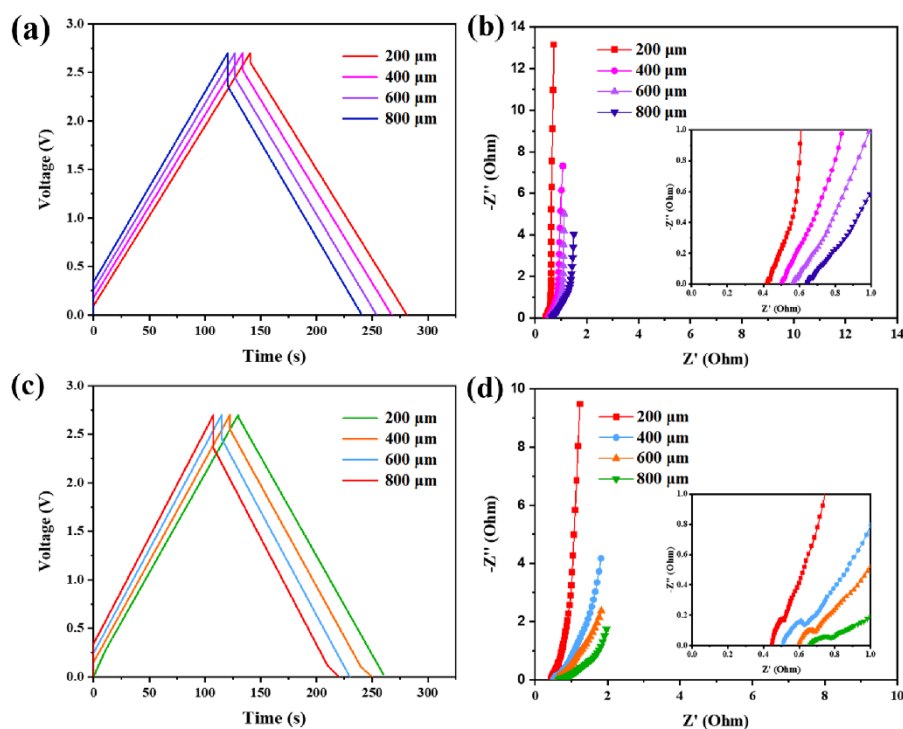 (a)
3.0
2.5
2.0
1.5
1.0
0.5
0.0
Voltage (V)
200 µm
400 µm
600 µm
800 µm
0 50 100 150 200 250 300
Time (s)
(b)
14
13
12
11
10
9
8
7
6
5
4
3
2
1
0
-Z'' (Ohm)
200 µm
400 µm
600 µm
800 µm
1.0
0.8
0.6
0.4
0.2
0.0
-Z'' (Ohm)
0.0 0.2 0.4 0.6 0.8 1.0
Z' (Ohm)
0 2 4 6 8 10 12 14
Z' (Ohm)
(c)
3.0
2.5
2.0
1.5
1.0
0.5
0.0
Voltage (V)
200 µm
400 µm
600 µm
800 µm
0 50 100 150 200 250 300
Time (s)
(d)
10
8
6
4
2
0
-Z'' (Ohm)
200 µm
400 µm
600 µm
800 µm
1.0
0.8
0.6
0.4
0.2
0.0
-Z'' (Ohm)
0.0 0.2 0.4 0.6 0.8 1.0
Z' (Ohm)
0 2 4 6 8 10
Z' (Ohm)